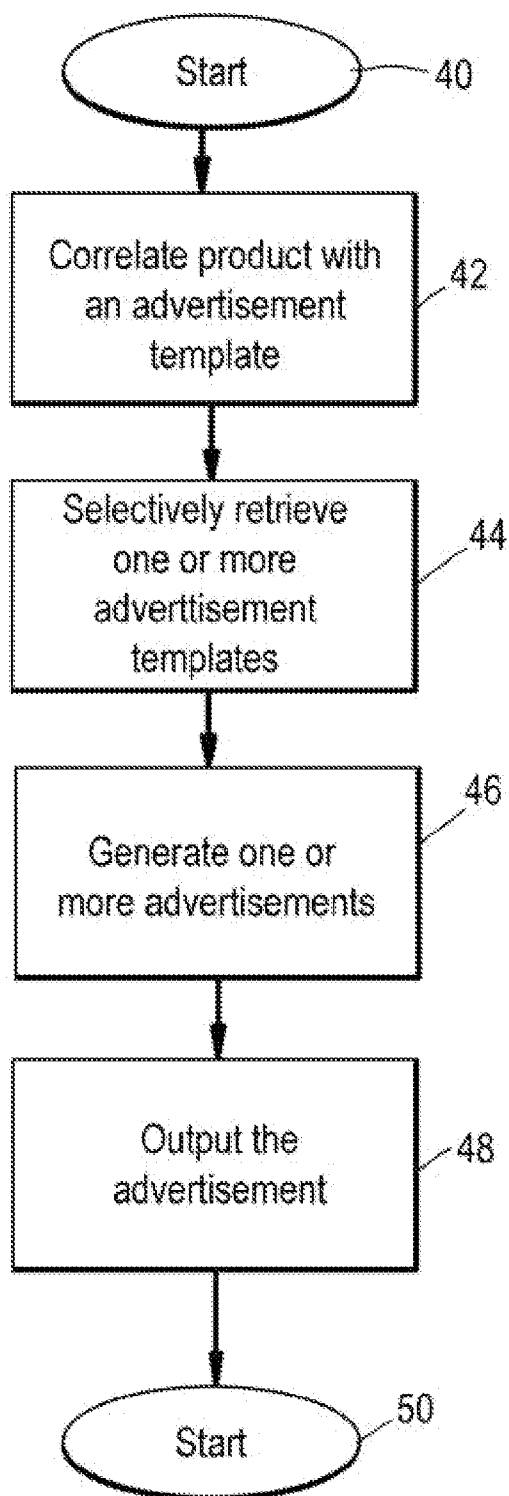 Start
40
Correlate product with
an advertisement
template
42
Selectively retrieve
one or more
adverttisement
templates
44
Generate one or
more advertisements
46
Output the
advertisement
48
Start
50